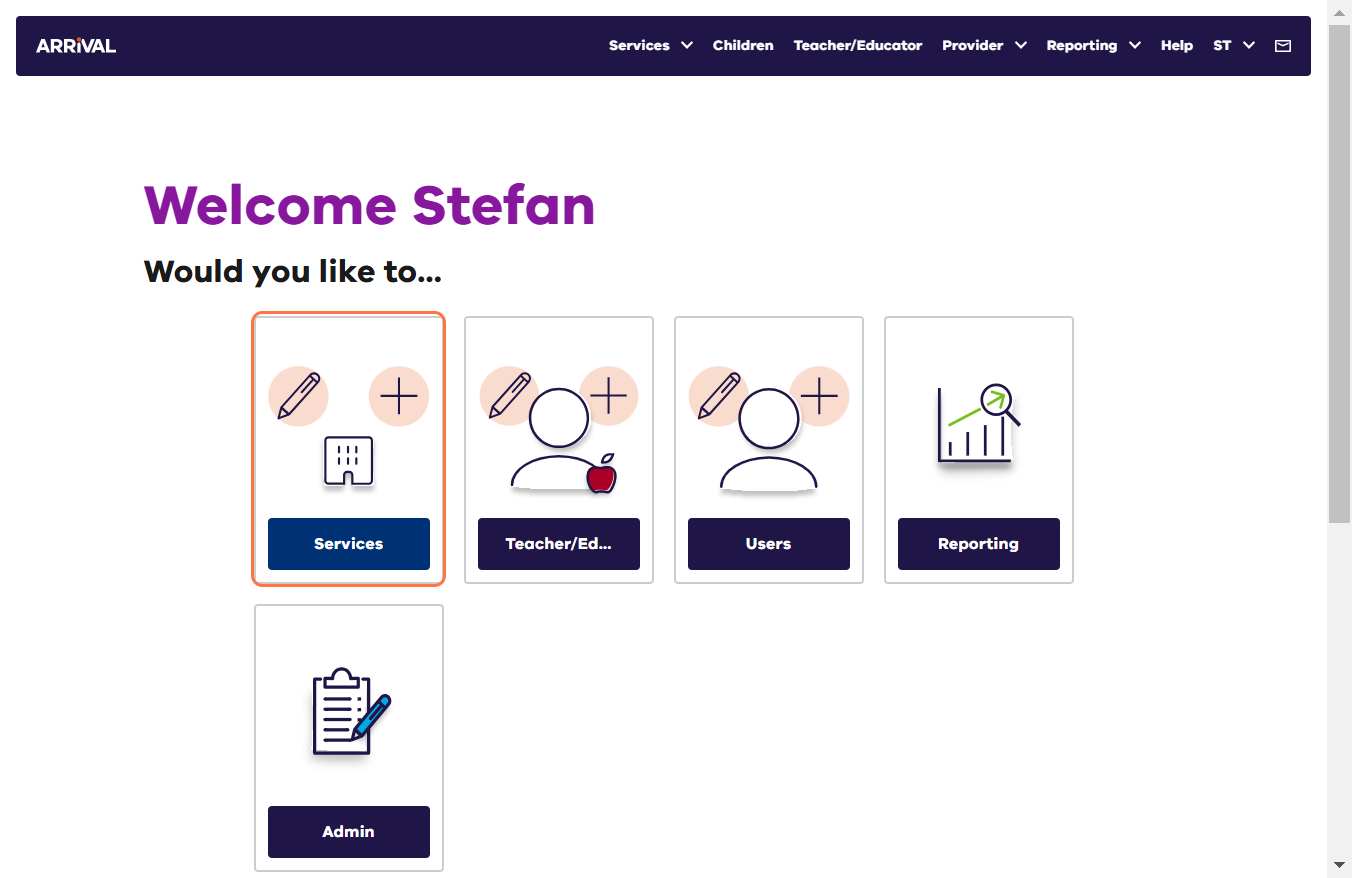 ARRiVAL Services Children Teacher/Educator Provider Reporting Help ST
Welcome Stefan
Would you like to...
Services Teacher/Ed... Users Reporting
Admin